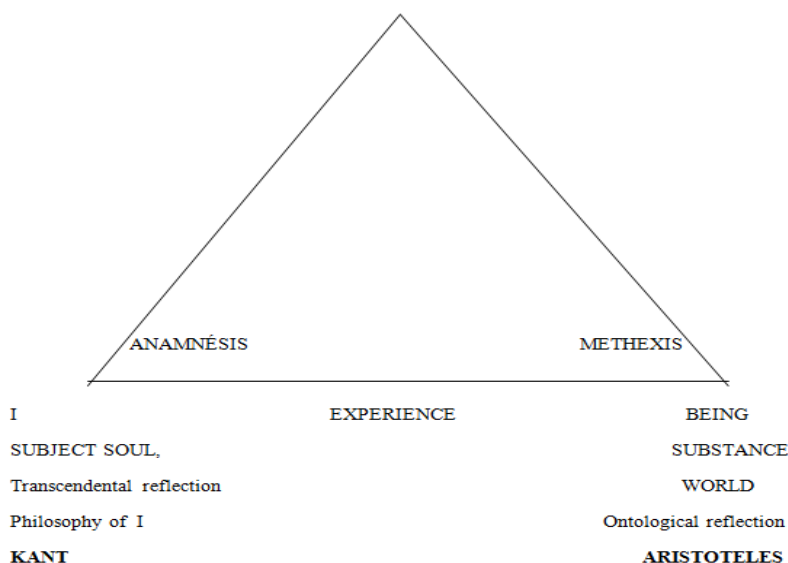 ANAMNÉSIS METHEXIS
I EXPERIENCE BEING
SUBJECT SOUL, SUBSTANCE
Transcendental reflection WORLD
Philosophy of I Ontological reflection
KANT ARISTOTELES